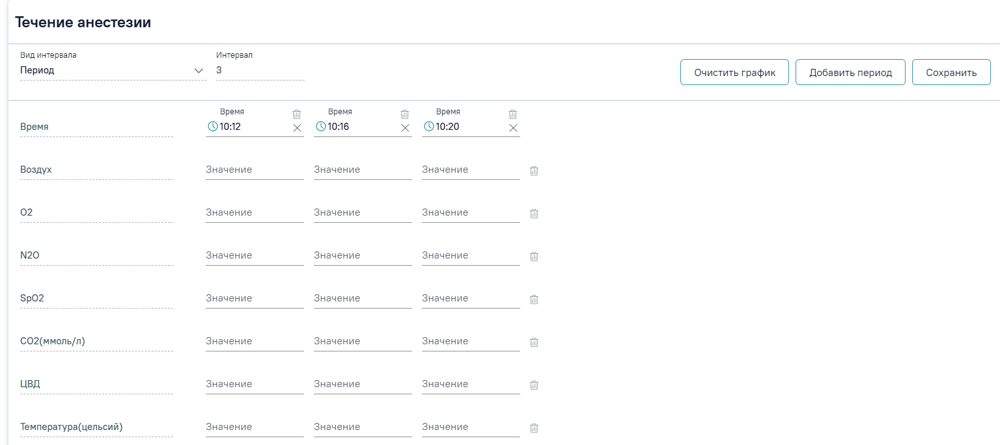 Течение анестезии
Вид интервала Интервал
Период 3 Очистить график Добавить период Сохранить
Время Время Время
Время 10:12 10:16 10:20
Воздух Значение Значение Значение
O2 Значение Значение Значение
N2O Значение Значение Значение
SpO2 Значение Значение Значение
CO2(ммоль/л) Значение Значение Значение
ЦВД Значение Значение Значение
Температура(цельсий) Значение Значение Значение